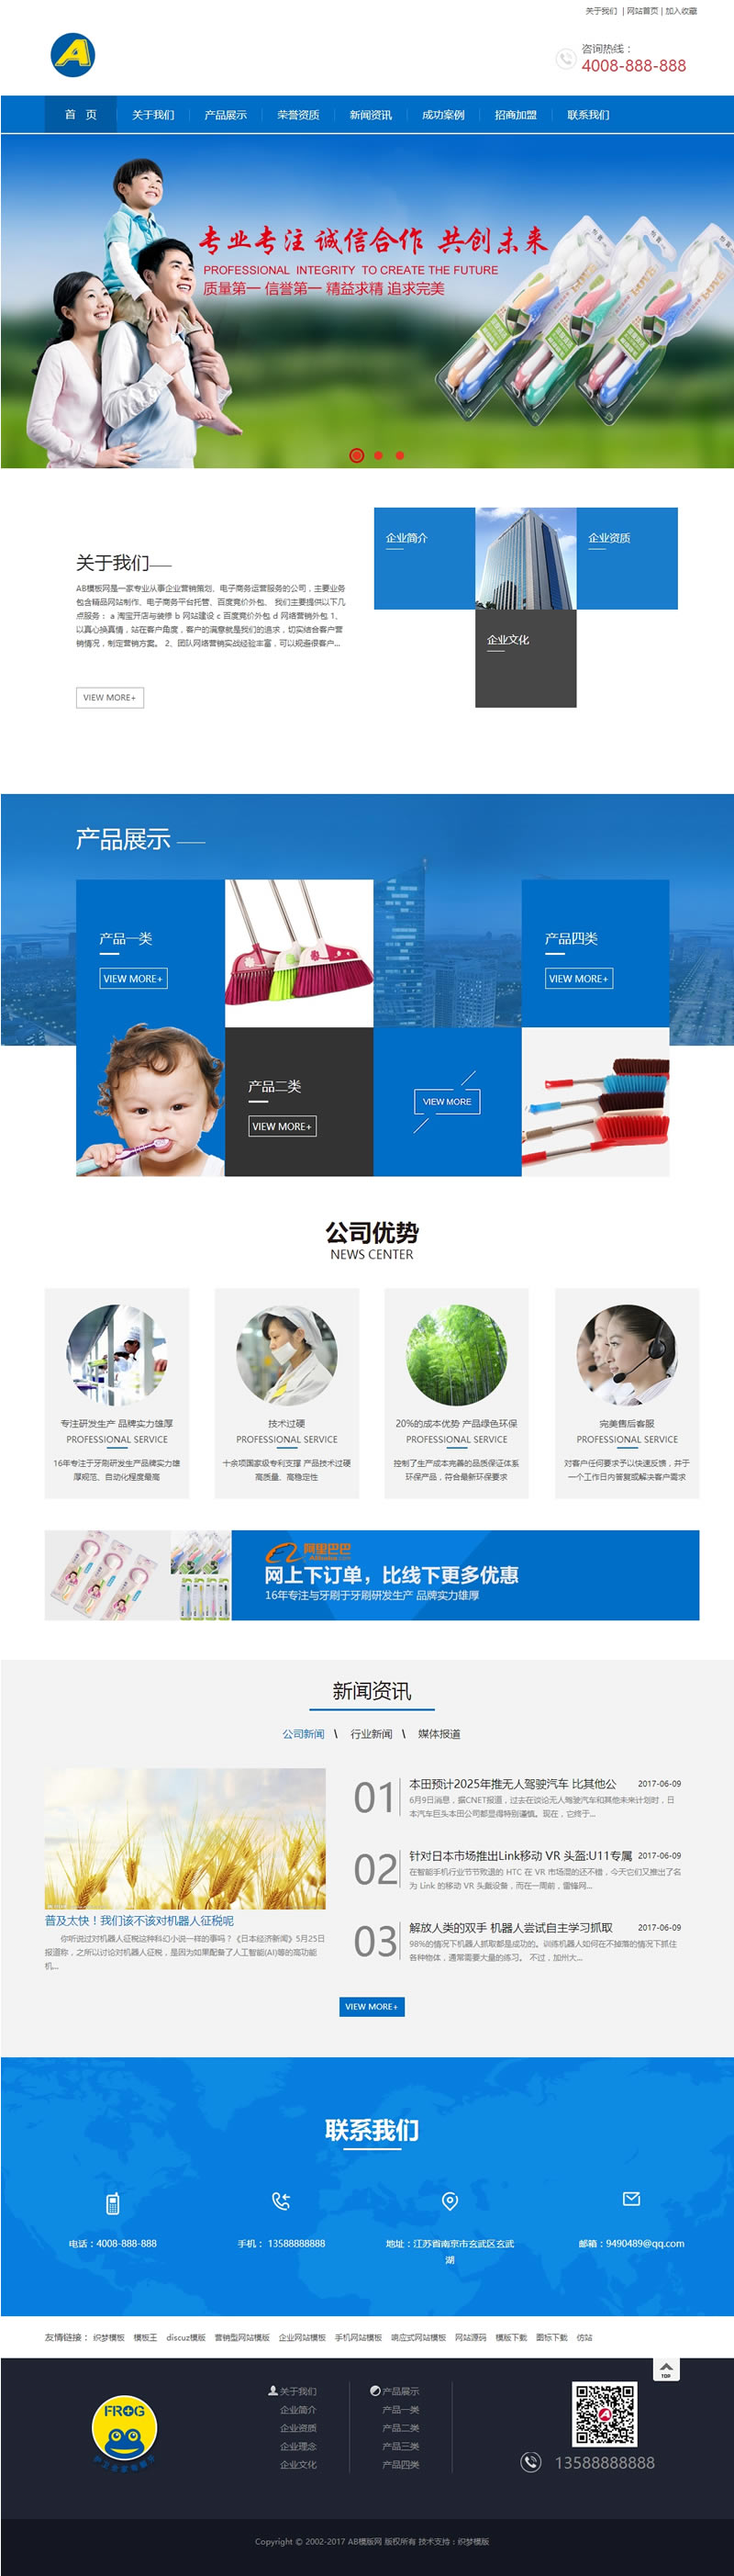 关于我们 | 网站首页 | 加入收藏
咨询热线：
4008-888-888
首 页 关于我们 产品展示 荣誉资质 新闻资讯 成功案例 招商加盟 联系我们
专业专注 诚信合作 共创未来
PROFESSIONAL INTEGRITY TO CREATE THE FUTURE
质量第一 信誉第一 精益求精 追求完美
关于我们
AB模板网是一家专业从事企业营销策划、电子商务运营服务的公司，主要业务
包含精品网站制作、电子商务平台托管、百度竞价外包、 我们主要提供以下几
点服务： a 淘宝开店与装修 b 网站建设 c 百度竞价外包 d 网络营销外包 1、
以真心换真情，站在客户角度，客户的满意就是我们的追求，切实结合客户营
销情况，制定营销方案。 2、团队网络营销实战经验丰富，可以规避很客户...
VIEW MORE+
企业简介
企业资质
企业文化
产品展示
产品一类
VIEW MORE+
产品四类
VIEW MORE+
产品二类
VIEW MORE+
VIEW MORE
公司优势
NEWS CENTER
专注研发生产 品牌实力雄厚
PROFESSIONAL SERVICE
16年专注于牙刷研发生产品牌实力雄
厚规范、自动化程度最高
技术过硬
PROFESSIONAL SERVICE
十余项国家级专利支撑 产品技术过硬
高质量、高稳定性
20%的成本优势 产品绿色环保
PROFESSIONAL SERVICE
控制了生产成本完善的品质保证体系
环保产品，符合最新环保要求
完美售后客服
PROFESSIONAL SERVICE
对客户任何要求予以快速反馈，并于
一个工作日内答复或解决客户需求
阿里巴巴
Alibaba.com
网上下订单，比线下更多优惠
16年专注与牙刷于牙刷研发生产 品牌实力雄厚
新闻资讯
公司新闻 \ 行业新闻 \ 媒体报道
普及太快！我们该不该对机器人征税呢
你听说过对机器人征税这种科幻小说一样的事吗？《日本经济新闻》5月25日
报道称，之所以讨论对机器人征税，是因为如果配备了人工智能(AI)等的高功能
机...
01
本田预计2025年推无人驾驶汽车 比其他公 2017-06-09
6月9日消息，据CNET报道，过去在谈论无人驾驶汽车和其他未来计划时，日
本汽车巨头本田公司都显得特别谨慎。现在，它终于...
02
针对日本市场推出Link移动 VR 头盔:U11专属 2017-06-09
在智能手机行业节节败退的 HTC 在 VR 市场混的还不错，今天它们又推出了名
为 Link 的移动 VR 头戴设备，而在一周前，雷锋网...
03
解放人类的双手 机器人尝试自主学习抓取 2017-06-09
98%的情况下机器人抓取都是成功的。训练机器人如何在不掉落的情况下抓住
各种物体，通常需要大量的练习。 不过，加州大...
VIEW MORE+
联系我们
电话：4008-888-888
手机： 13588888888
地址：江苏省南京市玄武区玄武
湖
邮箱：9490489@qq.com
友情链接： 织梦模板 模板王 discuz模版 营销型网站模版 企业网站模板 手机网站模板 响应式网站模板 网站源码 模版下载 图标下载 仿站
TOP
FROG
关于我们
企业简介
企业资质
企业理念
企业文化
产品展示
产品一类
产品二类
产品三类
产品四类
13588888888
Copyright © 2002-2017 AB模版网 版权所有 技术支持：织梦模板